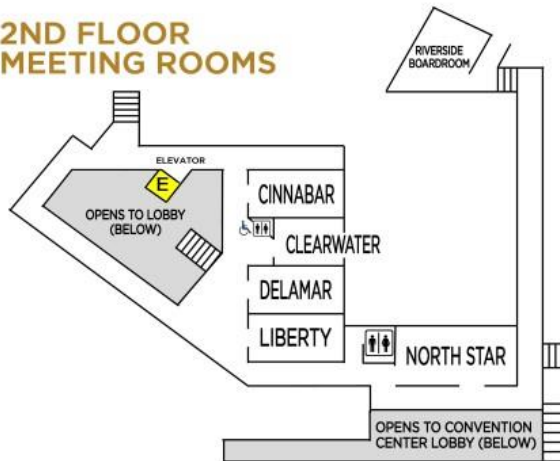 2ND FLOOR
MEETING ROOMS
RIVERSIDE
BOARDROOM
ELEVATOR
E
OPENS TO LOBBY
(BELOW)
CINNABAR
CLEARWATER
DELAMAR
LIBERTY
NORTH STAR
OPENS TO CONVENTION
CENTER LOBBY (BELOW)